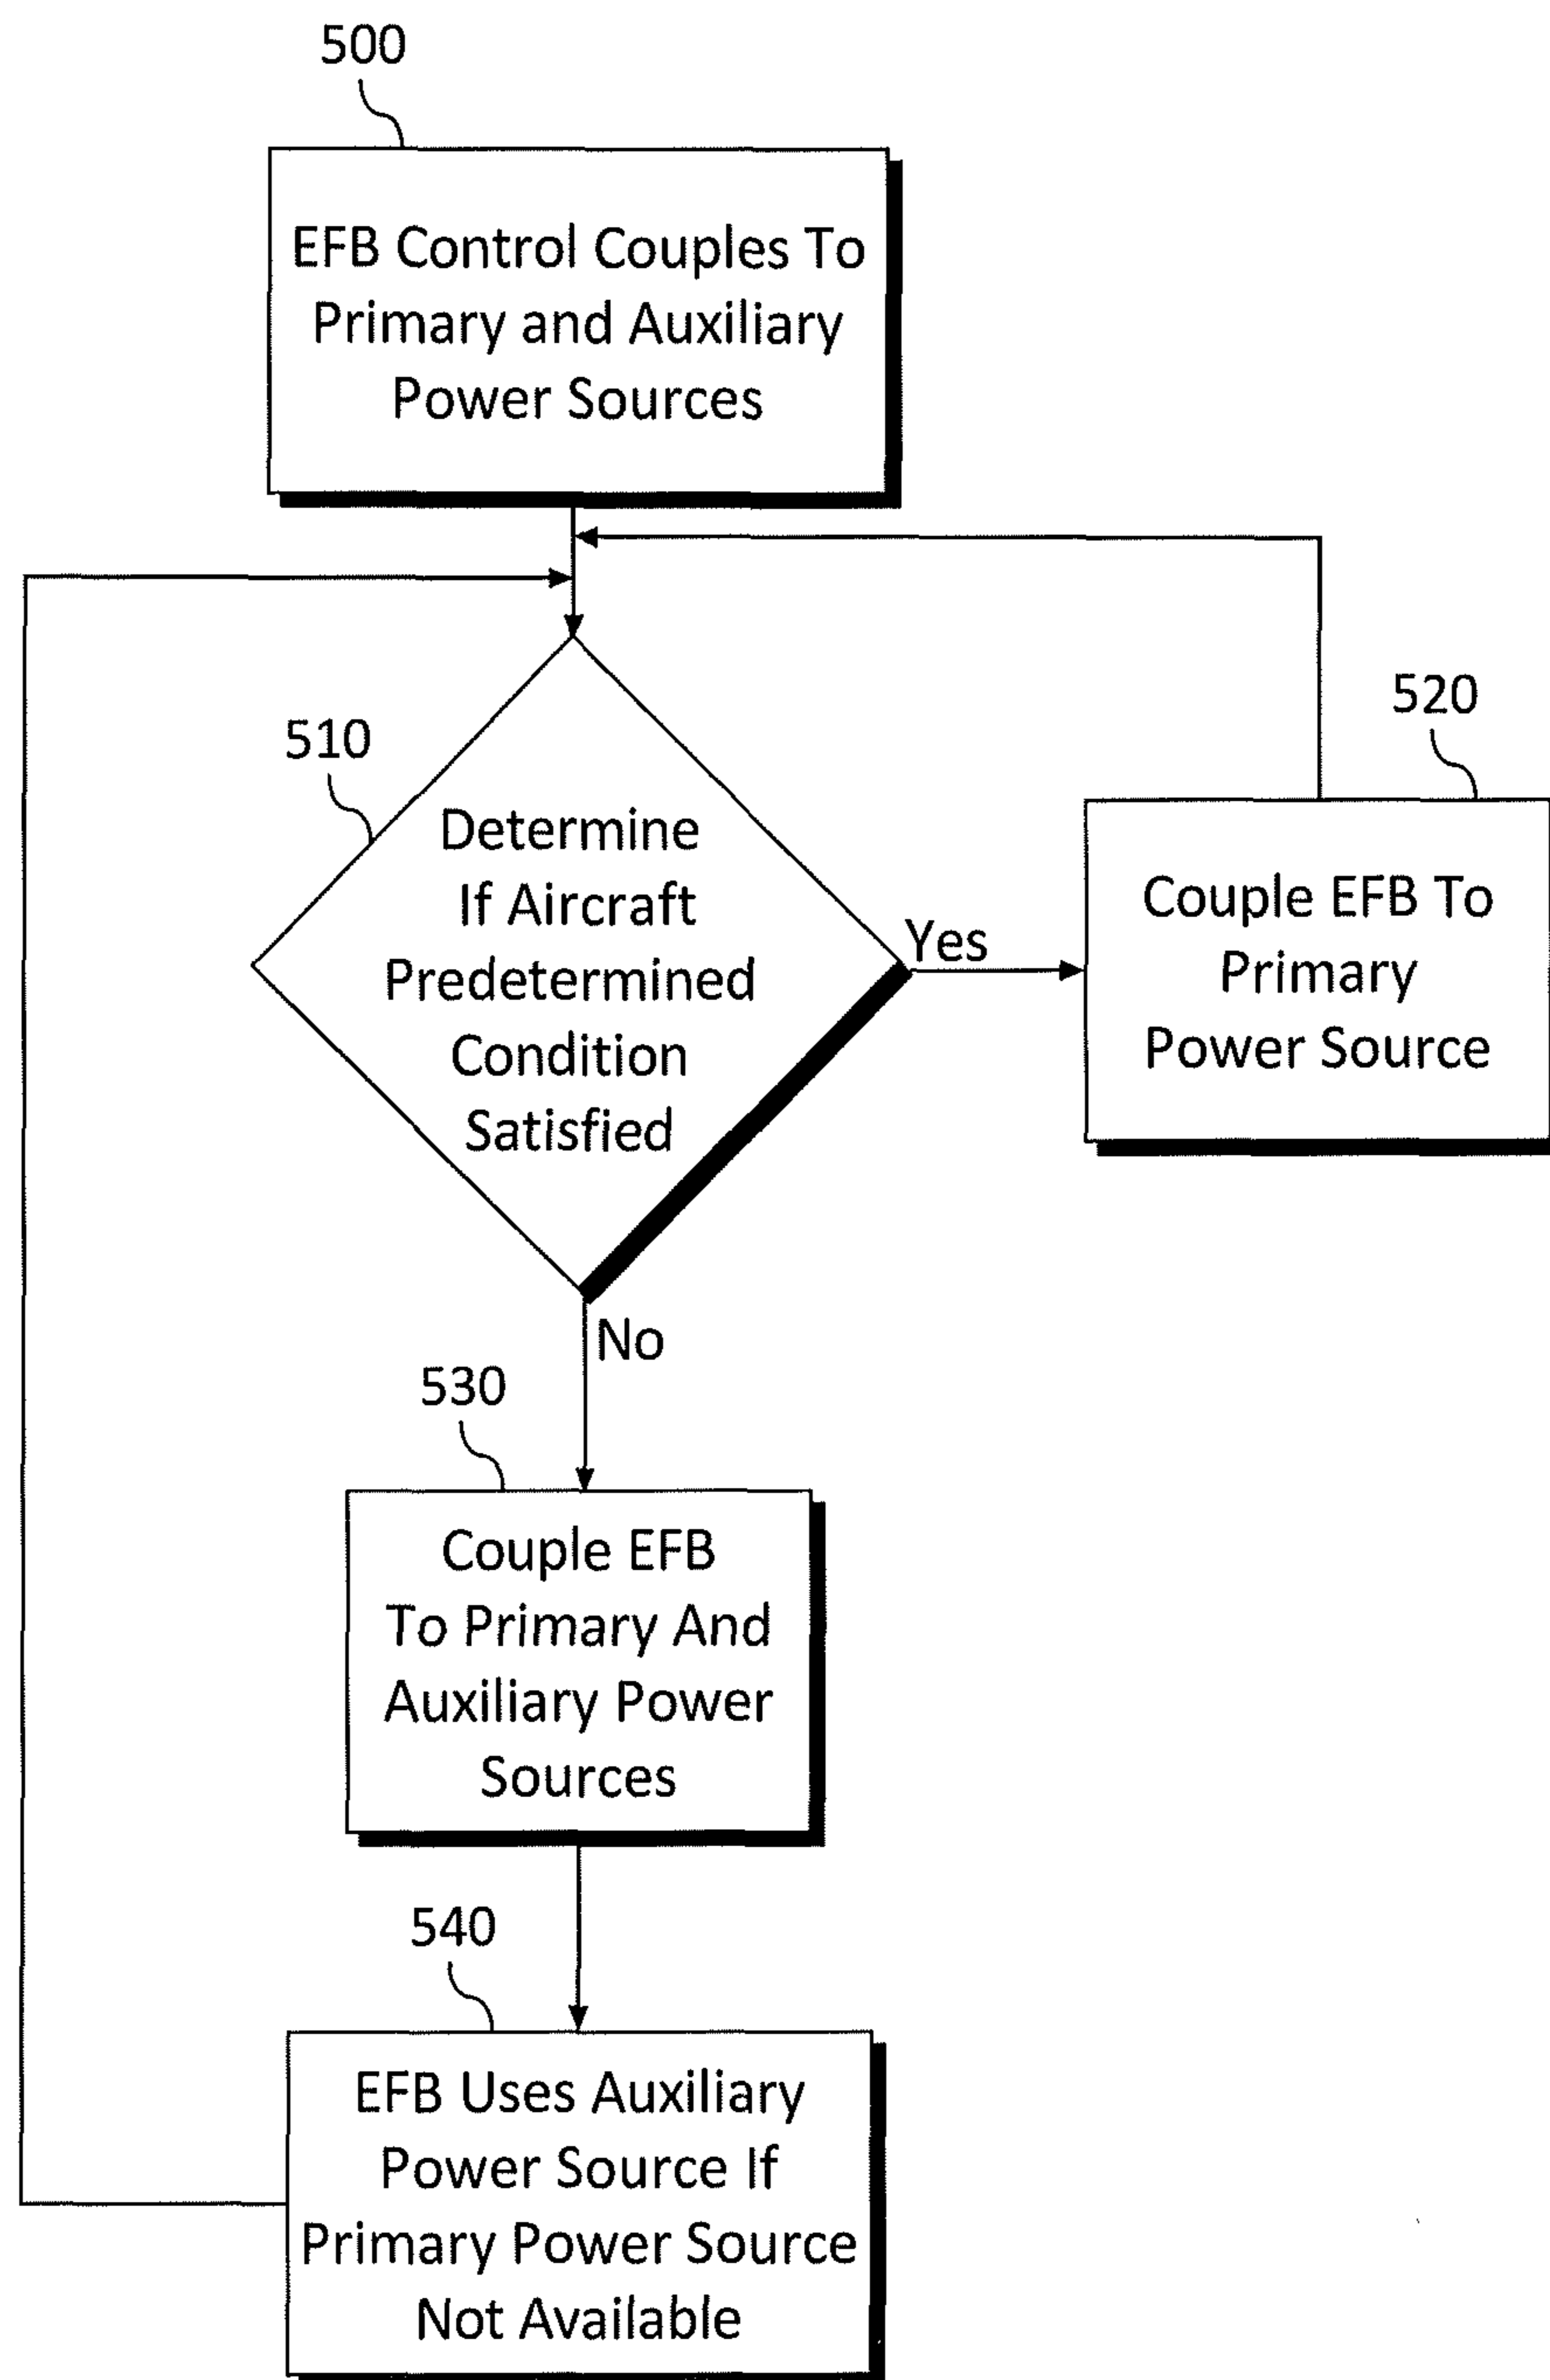 500
EFB Control Couples To
Primary and Auxiliary
Power Sources
510
Determine
If Aircraft
Predetermined
Condition
Satisfied
Yes
520
Couple EFB To
Primary
Power Source
No
530
Couple EFB
To Primary And
Auxiliary Power
Sources
540
EFB Uses Auxiliary
Power Source If
Primary Power Source
Not Available